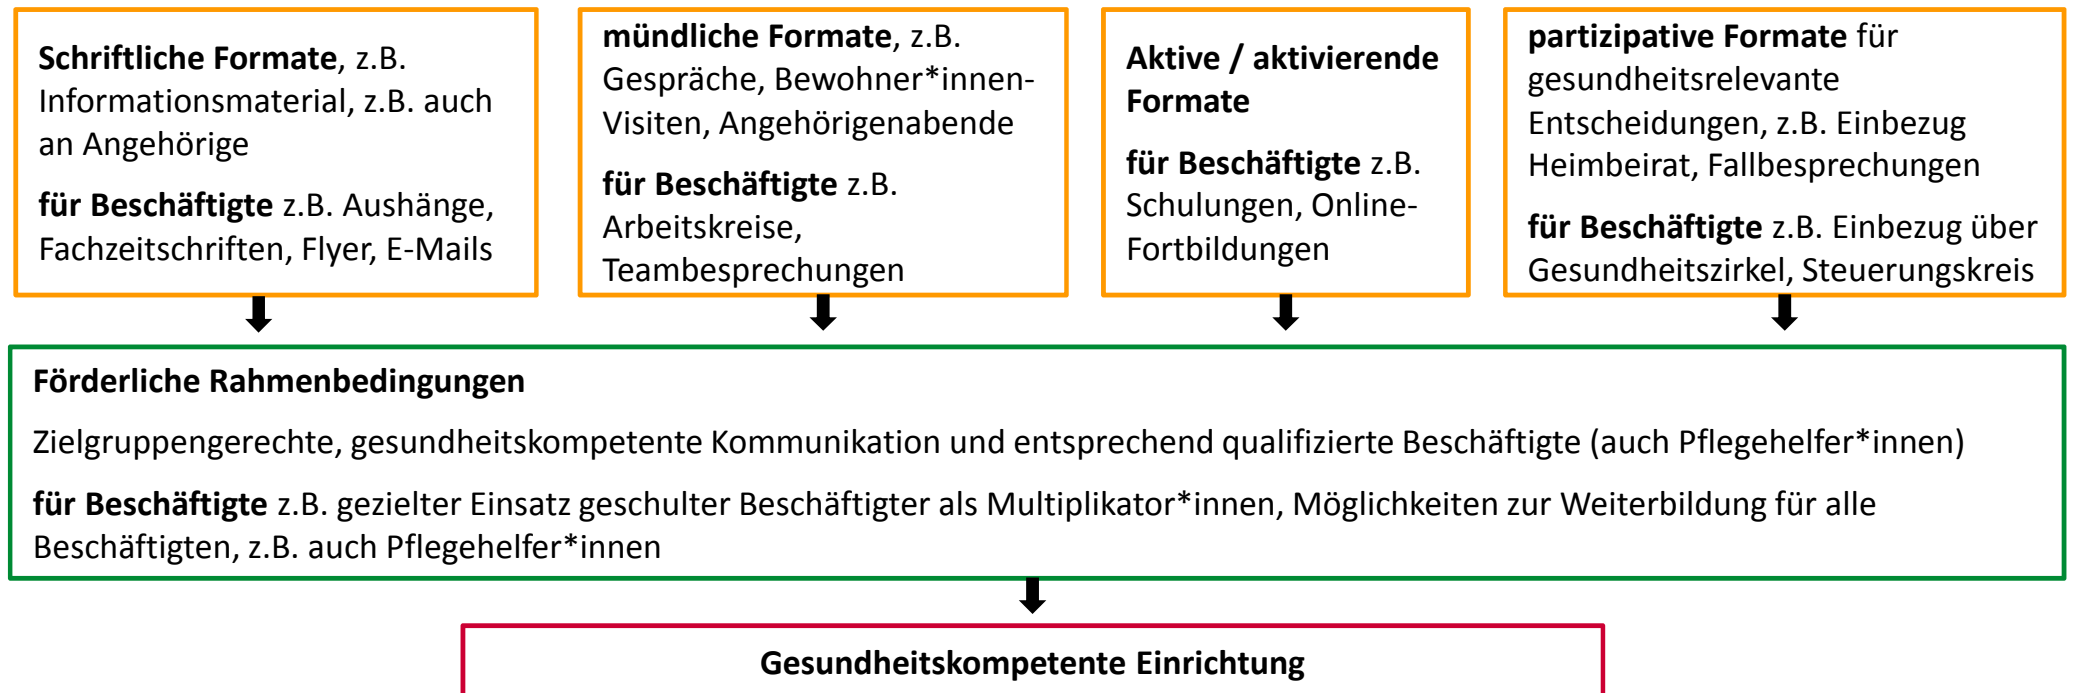 Schriftliche Formate, z.B.
Informationsmaterial, z.B. auch
an Angehörige
für Beschäftigte z.B. Aushänge,
Fachzeitschriften, Flyer, E-Mails
mündliche Formate, z.B.
Gespräche, Bewohner*innen-
Visiten, Angehörigenabende
für Beschäftigte z.B.
Arbeitskreise,
Teambesprechungen
Aktive / aktivierende
Formate
für Beschäftigte z.B.
Schulungen, Online-
Fortbildungen
partizipative Formate für
gesundheitsrelevante
Entscheidungen, z.B. Einbezug
Heimbeirat, Fallbesprechungen
für Beschäftigte z.B. Einbezug über
Gesundheitszirkel, Steuerungskreis
Förderliche Rahmenbedingungen
Zielgruppengerechte, gesundheitskompetente Kommunikation und entsprechend qualifizierte Beschäftigte (auch Pflegehelfer*innen)
für Beschäftigte z.B. gezielter Einsatz geschulter Beschäftigter als Multiplikator*innen, Möglichkeiten zur Weiterbildung für alle
Beschäftigten, z.B. auch Pflegehelfer*innen
Gesundheitskompetente Einrichtung